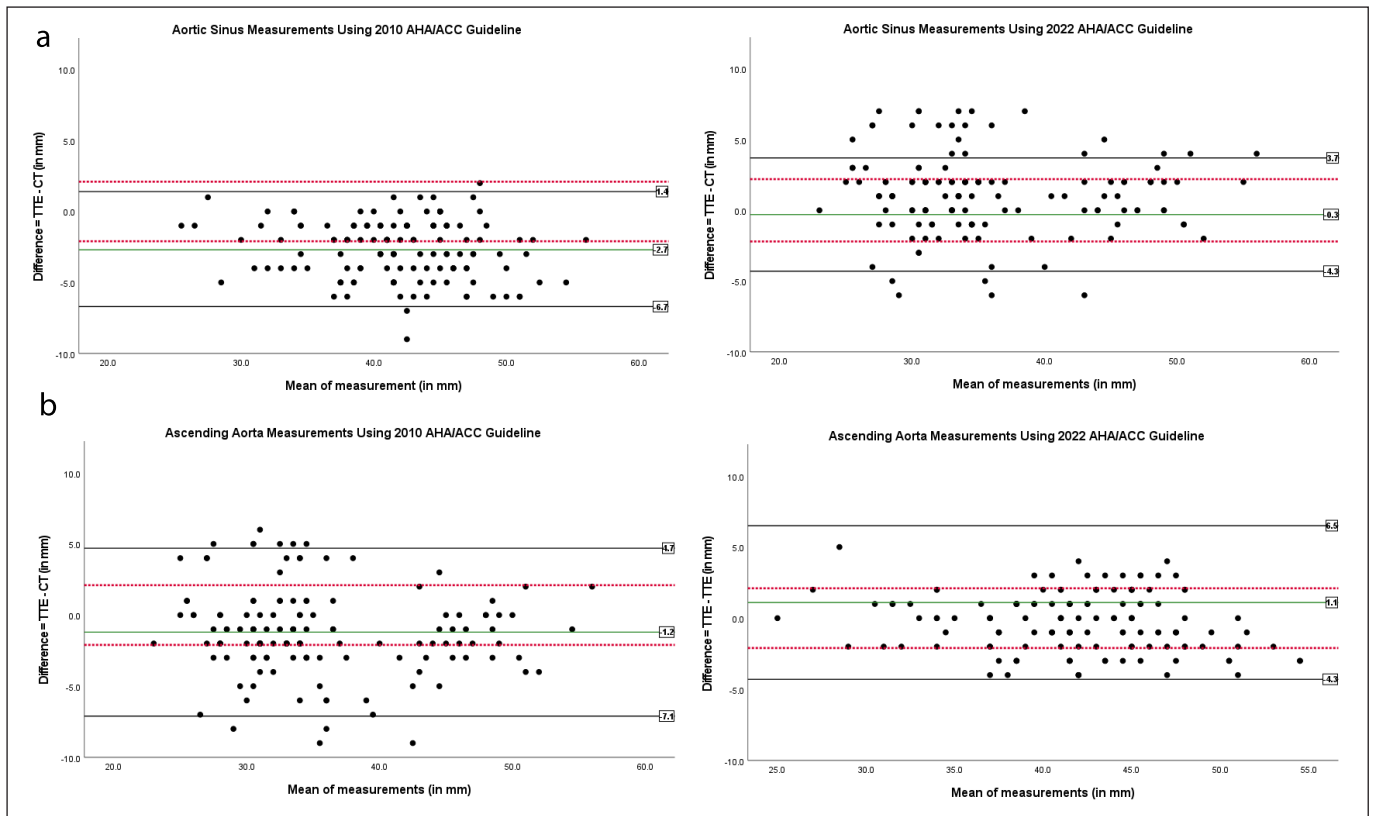 a
Aortic Sinus Measurements Using 2010 AHA/ACC Guideline
Difference = TTE - CT (in mm)
10.0
5.0
0.0
-5.0
-10.0
1.4
-2.7
-6.7
20.0 30.0 40.0 50.0 60.0
Mean of measurement (in mm)
Aortic Sinus Measurements Using 2022 AHA/ACC Guideline
Difference = TTE - CT (in mm)
10.0
5.0
0.0
-5.0
-10.0
3.7
-0.3
-4.3
20.0 30.0 40.0 50.0 60.0
Mean of measurements (in mm)
b
Ascending Aorta Measurements Using 2010 AHA/ACC Guideline
Difference = TTE - CT (in mm)
10.0
5.0
0.0
-5.0
-10.0
4.7
-1.2
-7.1
20.0 30.0 40.0 50.0 60.0
Mean of measurements (in mm)
Ascending Aorta Measurements Using 2022 AHA/ACC Guideline
Difference = TTE - TTE (in mm)
10.0
5.0
0.0
-5.0
-10.0
6.5
1.1
-4.3
25.0 30.0 35.0 40.0 45.0 50.0 55.0
Mean of measurements (in mm)